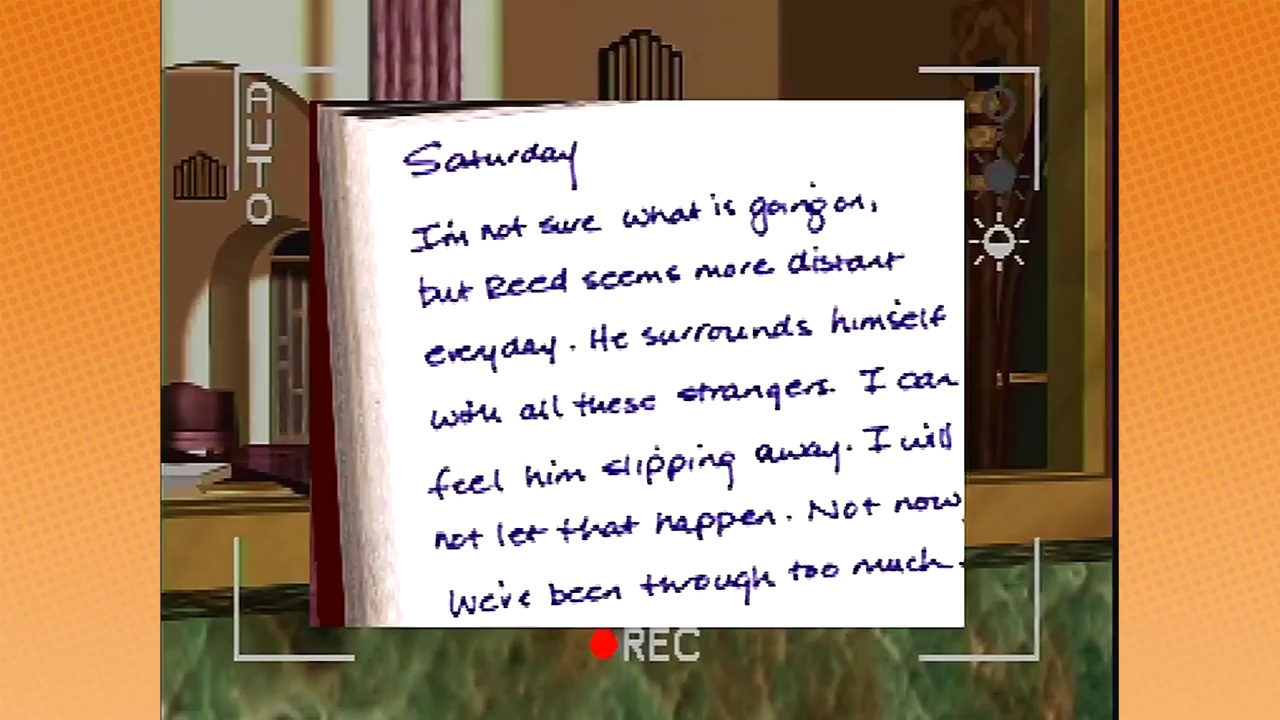 AUTO
Saturday
I'm not sure what is going on,
but Reed seems more distant
everyday. He surrounds himself
with all these strangers. I can
feel him slipping away. I will
not let that happen. Not now
We've been through too much.
REC